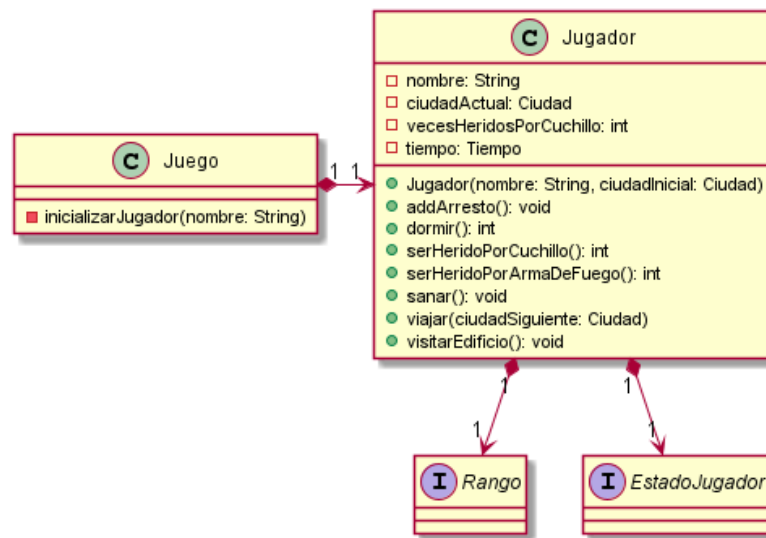 C Jugador
nombre: String
ciudadActual: Ciudad
vecesHeridosPorCuchillo: int
tiempo: Tiempo
Jugador(nombre: String, ciudadInicial: Ciudad)
addArresto(): void
dormir(): int
serHeridoPorCuchillo(): int
serHeridoPorArmaDeFuego(): int
sanar(): void
viajar(ciudadSiguiente: Ciudad)
visitarEdificio(): void
C Juego
inicializarJugador(nombre: String)
1 1
1 1
1 1
I Rango
I EstadoJugador